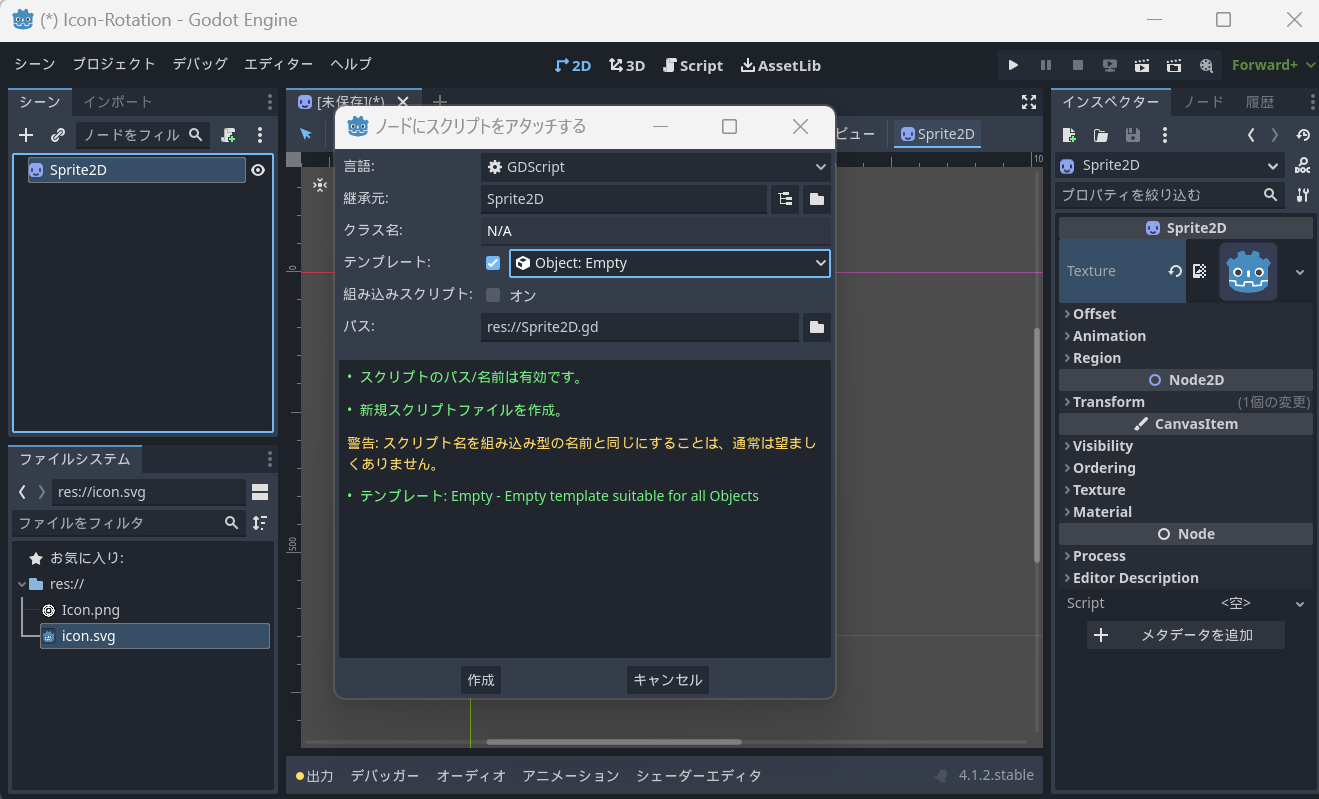 (*) Icon-Rotation - Godot Engine
シーン プロジェクト デバッグ エディター ヘルプ
2D 3D Script AssetLib
Forward+
シーン インポート
ノードをフィル
Sprite2D
ファイルシステム
res://icon.svg
ファイルをフィルタ
お気に入り:
res://
Icon.png
icon.svg
[未保存](*)
ビュー
Sprite2D
10
0
500
ノードにスクリプトをアタッチする
言語: GDScript
継承元: Sprite2D
クラス名: N/A
テンプレート: Object: Empty
組み込みスクリプト: オン
パス: res://Sprite2D.gd
• スクリプトのパス/名前は有効です。
• 新規スクリプトファイルを作成。
警告: スクリプト名を組み込み型の名前と同じにすることは、通常は望まし
くありません。
• テンプレート: Empty - Empty template suitable for all Objects
作成 キャンセル
出力 デバッガー オーディオ アニメーション シェーダーエディタ
4.1.2.stable
インスペクター ノード 履歴
Sprite2D
DOC
プロパティを絞り込む
Sprite2D
Texture
Offset
Animation
Region
Node2D
Transform (1個の変更)
CanvasItem
Visibility
Ordering
Texture
Material
Node
Process
Editor Description
Script <空>
メタデータを追加